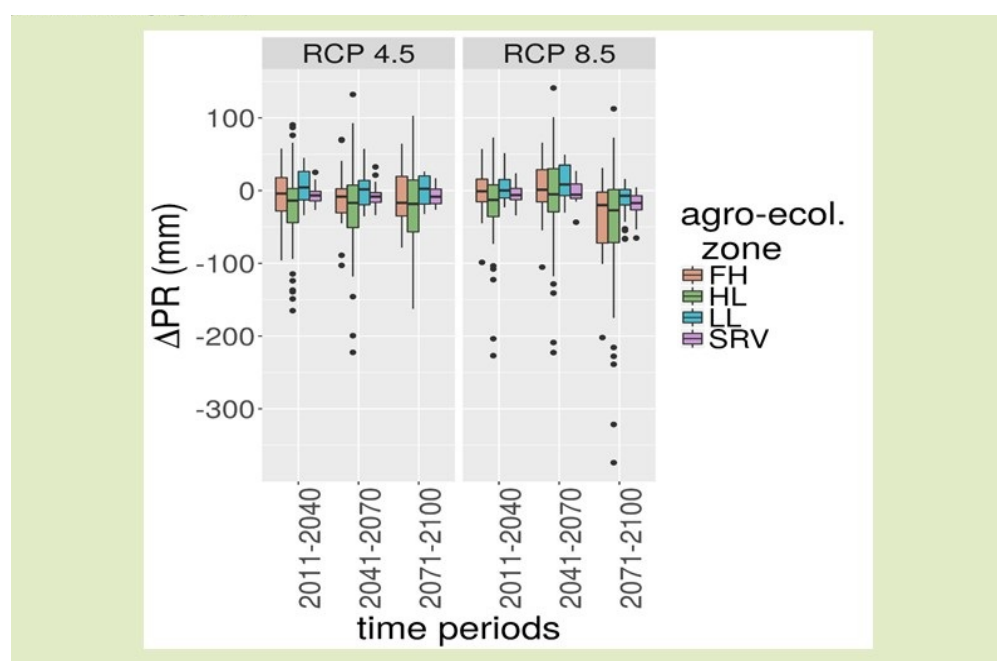 RCP 4.5
RCP 8.5
100
0
-100
-200
-300
ΔPR (mm)
2011-2040
2041-2070
2071-2100
2011-2040
2041-2070
2071-2100
time periods
agro-ecol.
zone
FH
HL
LL
SRV